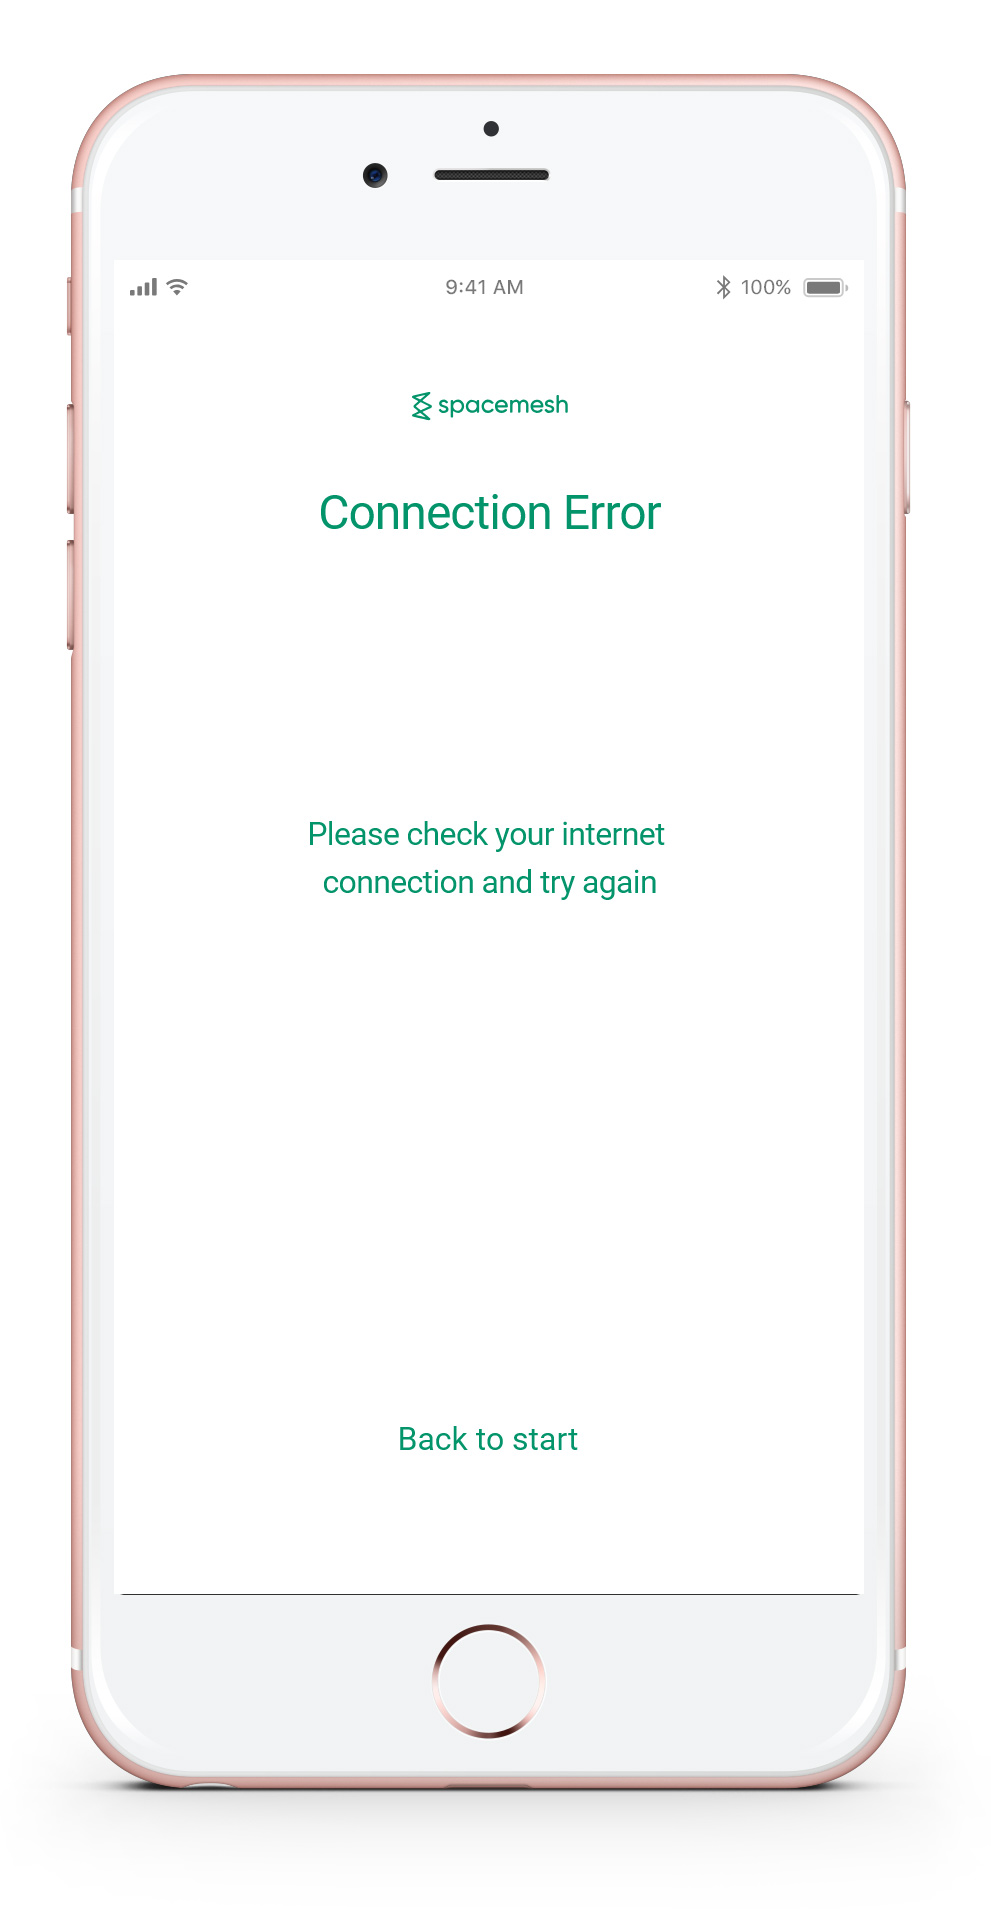 9:41 AM
100%
spacemesh
Connection Error
Please check your internet
connection and try again
Back to start